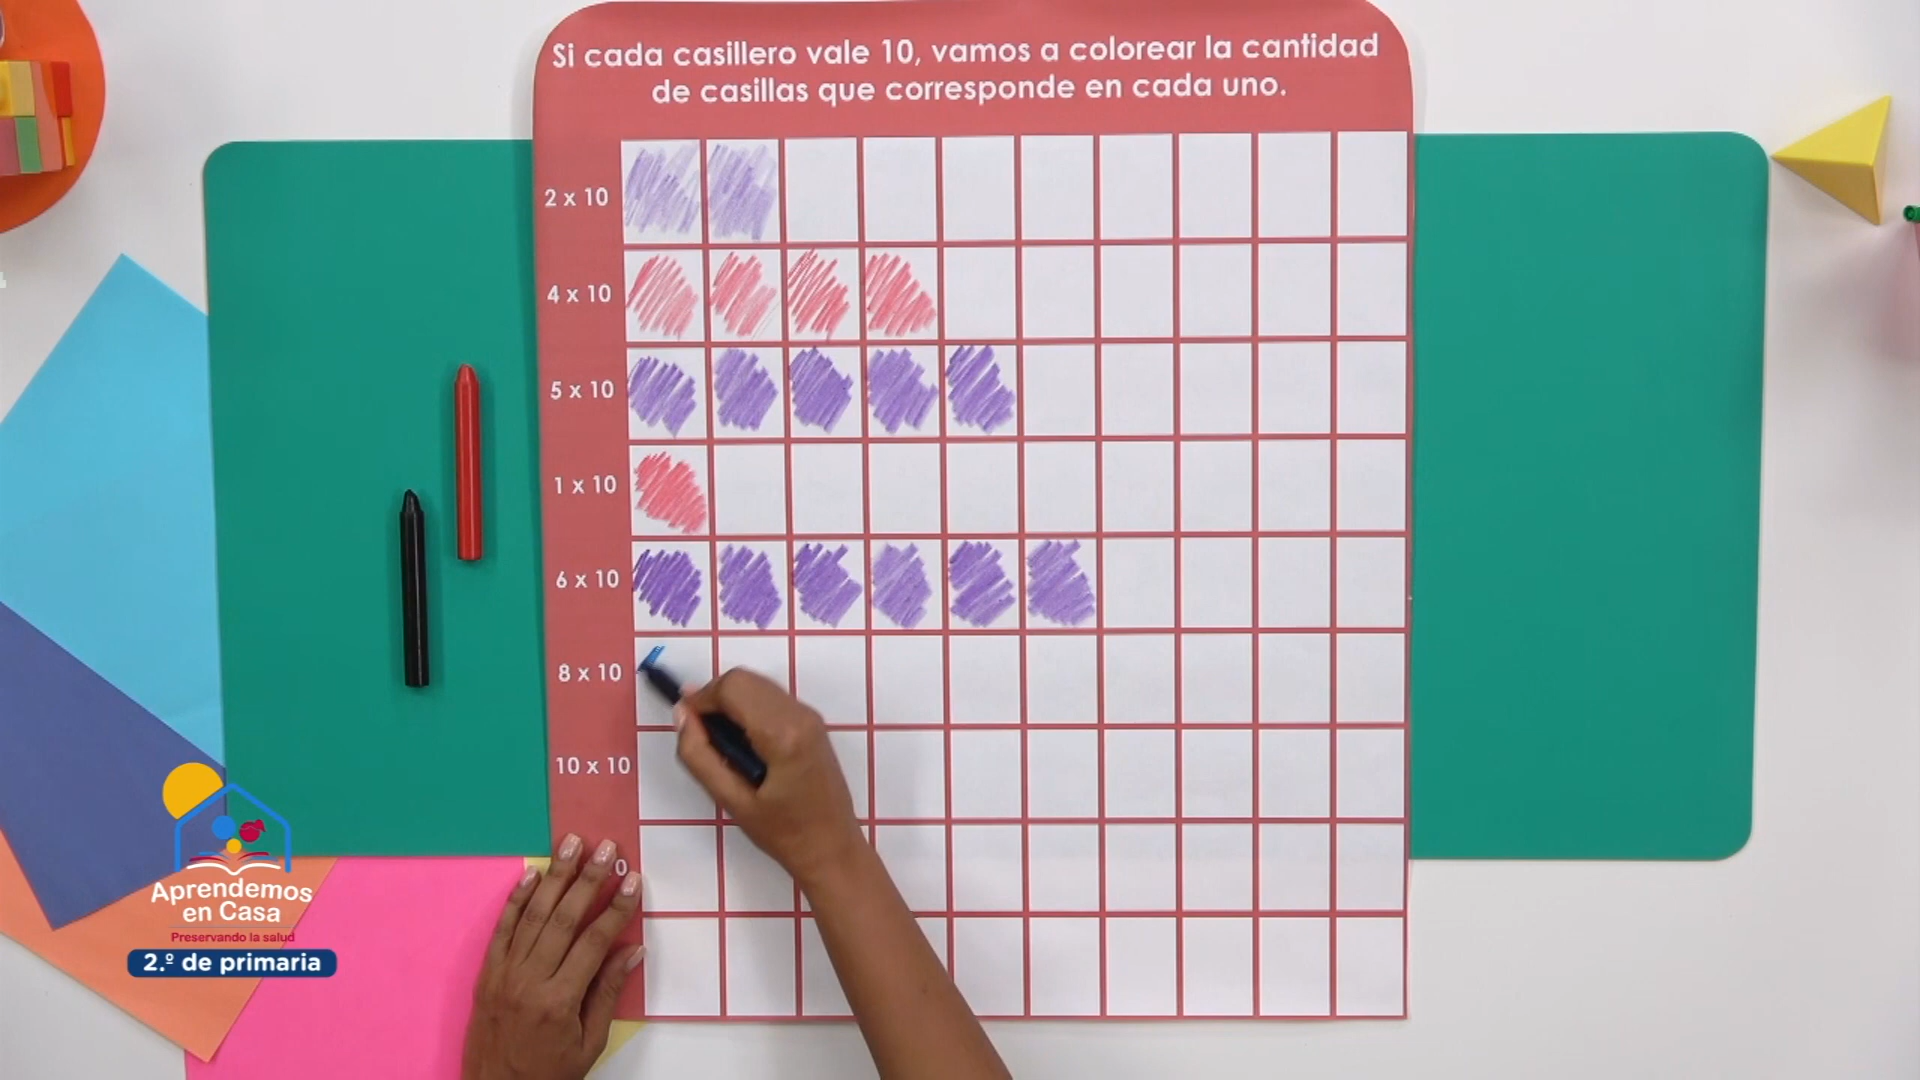 Si cada casillero vale 10, vamos a colorear la cantidad
de casillas que corresponde en cada uno.
2 x 10
4 x 10
5 x 10
1 x 10
6 x 10
8 x 10
10 x 10
Aprendemos
en Casa
Preservando la salud
2.º de primaria